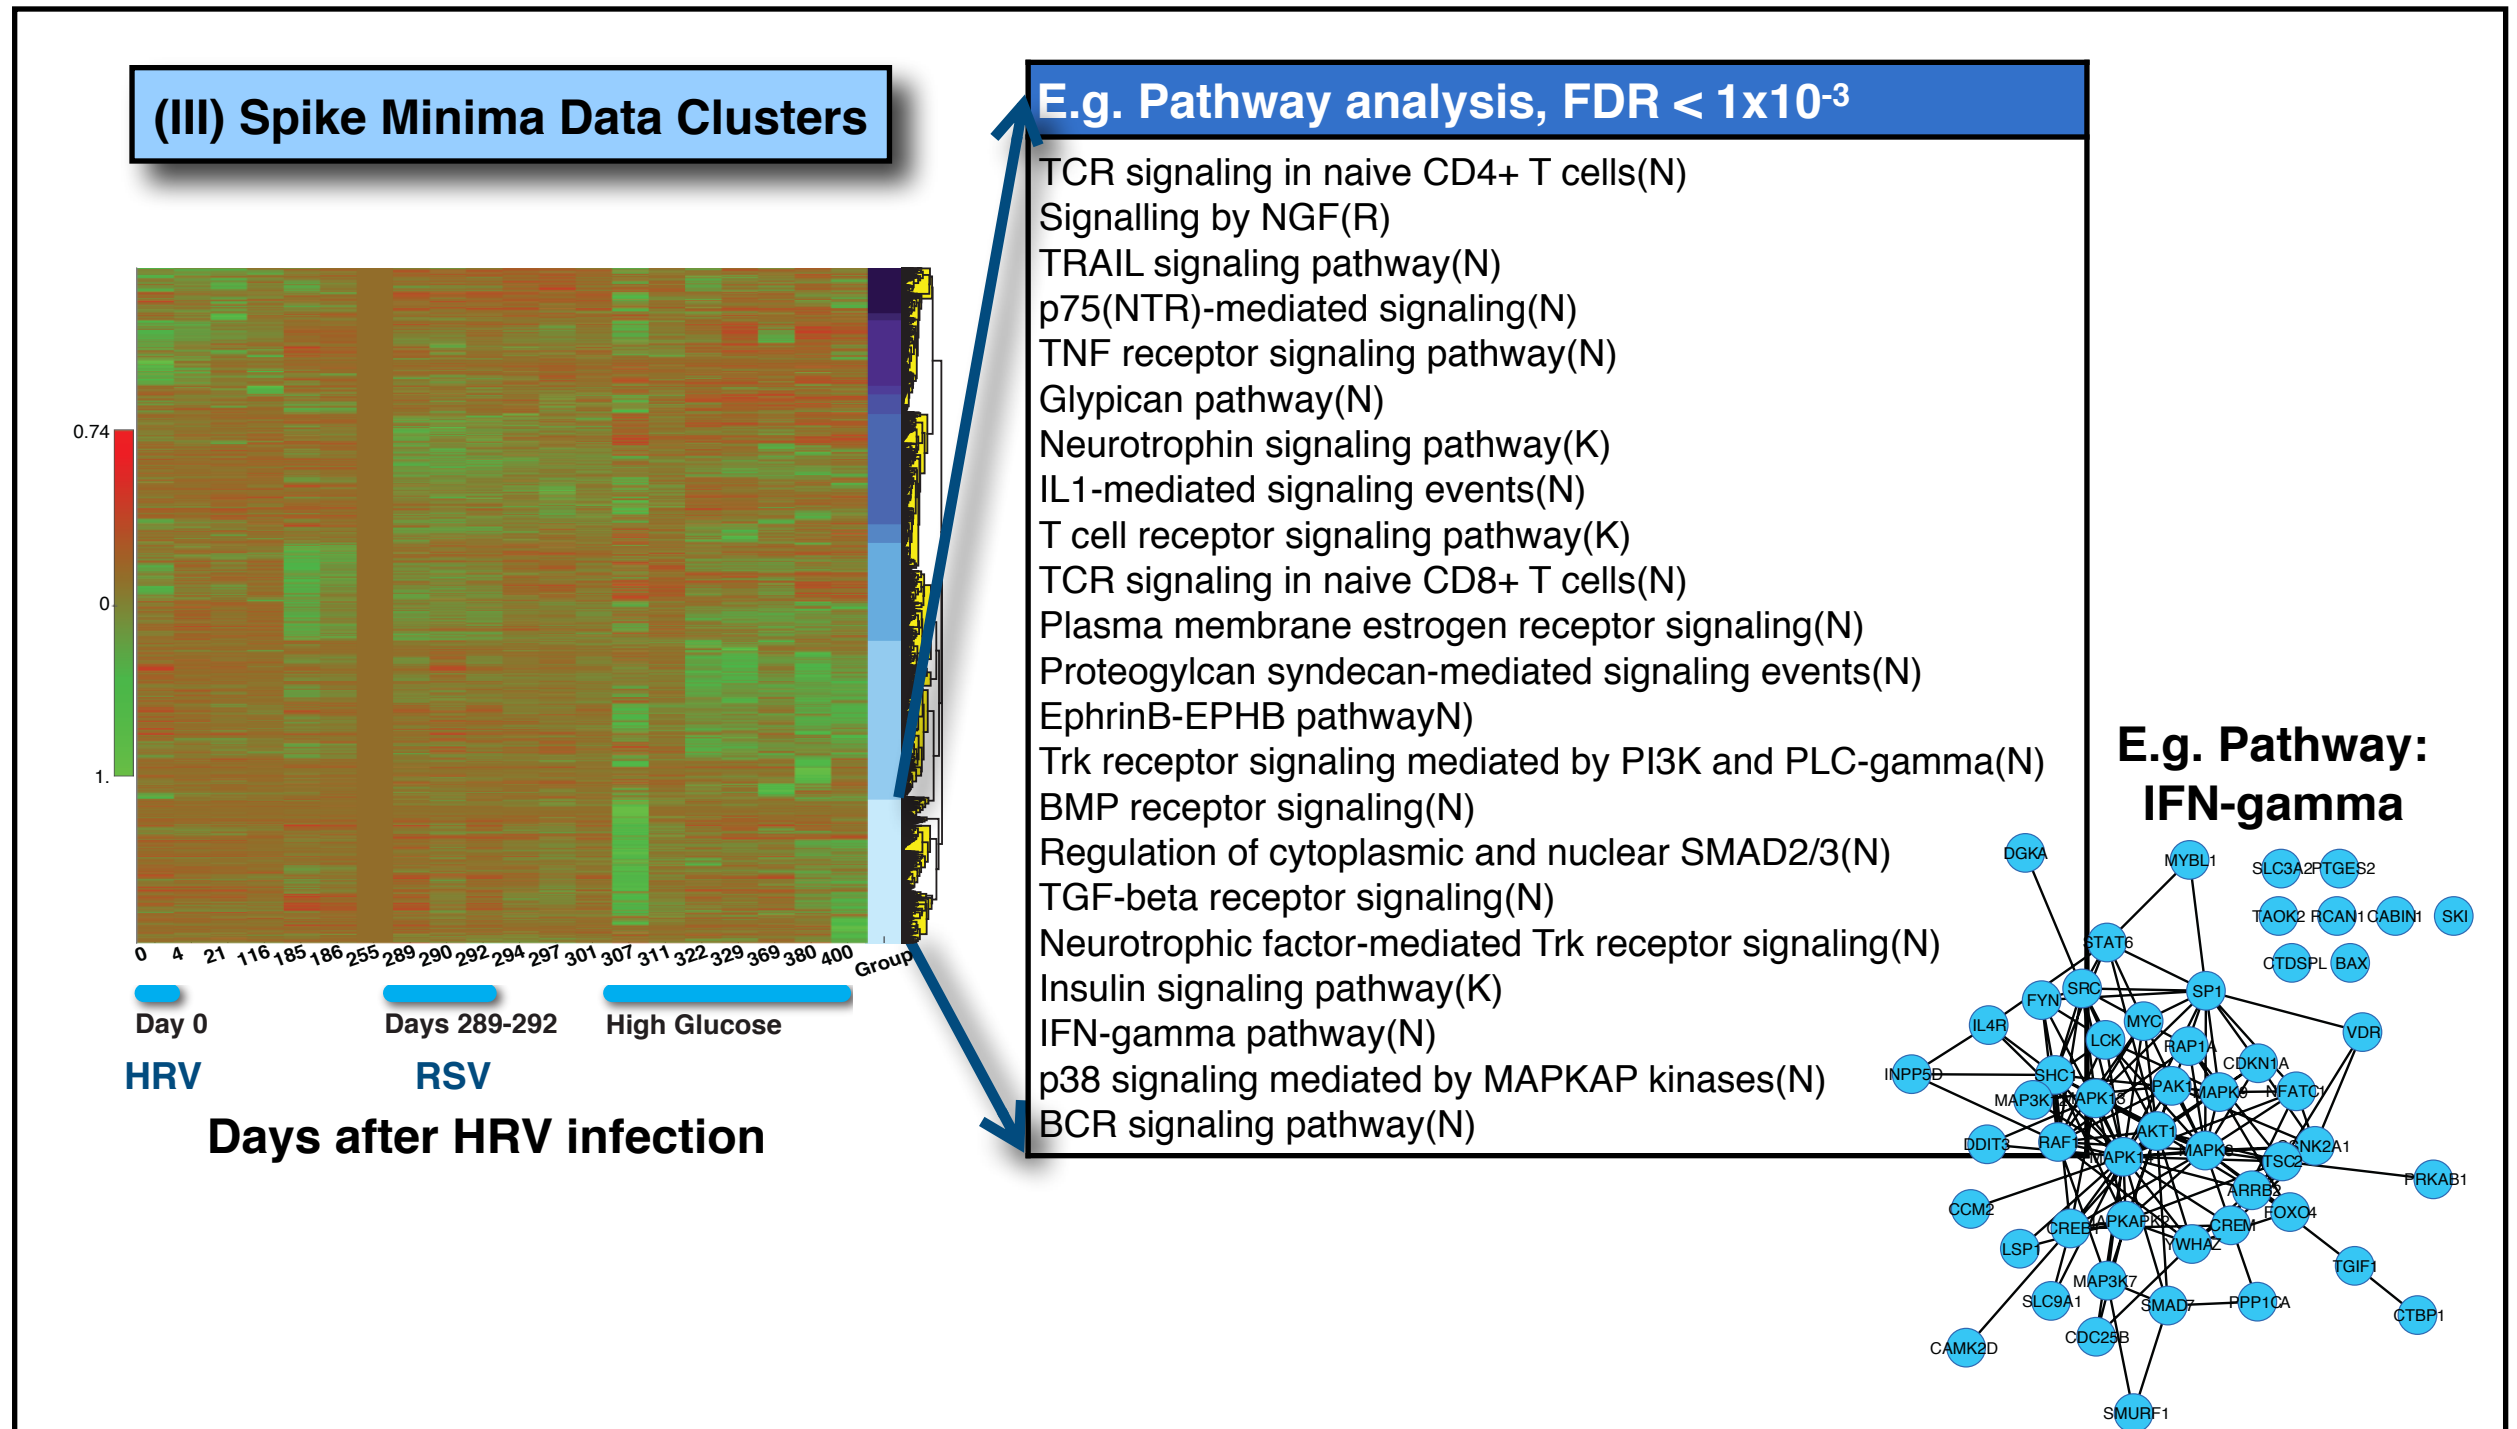 (III) Spike Minima Data Clusters
0.74
0
1.
0 4 21 116 185 186 255 289 290 292 294 297 301 307 311 322 329 369 380 400 Group
Day 0
Days 289-292
High Glucose
HRV
RSV
Days after HRV infection
E.g. Pathway analysis, FDR < 1x10-3
TCR signaling in naive CD4+ T cells(N)
Signalling by NGF(R)
TRAIL signaling pathway(N)
p75(NTR)-mediated signaling(N)
TNF receptor signaling pathway(N)
Glypican pathway(N)
Neurotrophin signaling pathway(K)
IL1-mediated signaling events(N)
T cell receptor signaling pathway(K)
TCR signaling in naive CD8+ T cells(N)
Plasma membrane estrogen receptor signaling(N)
Proteogylcan syndecan-mediated signaling events(N)
EphrinB-EPHB pathwayN)
Trk receptor signaling mediated by PI3K and PLC-gamma(N)
BMP receptor signaling(N)
Regulation of cytoplasmic and nuclear SMAD2/3(N)
TGF-beta receptor signaling(N)
Neurotrophic factor-mediated Trk receptor signaling(N)
Insulin signaling pathway(K)
IFN-gamma pathway(N)
p38 signaling mediated by MAPKAP kinases(N)
BCR signaling pathway(N)
E.g. Pathway:
IFN-gamma
DGKA
MYBL1
SLC3A2
PTGES2
TAOK2
RCAN1
CABIN1
SKI
STAT6
CTDSPL
BAX
SRC
SP1
FYN
IL4R
MYC
VDR
LCK
RAP1A
CDKN1A
INPP5D
SHC1
PAK1
MAPK9
NFATC1
DDIT3
RAF1
AKT1
TSC2
PRKAB1
ARRB2
CCM2
FOXO4
CREM
LSP1
YWHAZ
TGIF1
MAP3K7
SLC9A1
SMAD7
PPP1CA
CTBP1
CDC25B
CAMK2D
SMURF1